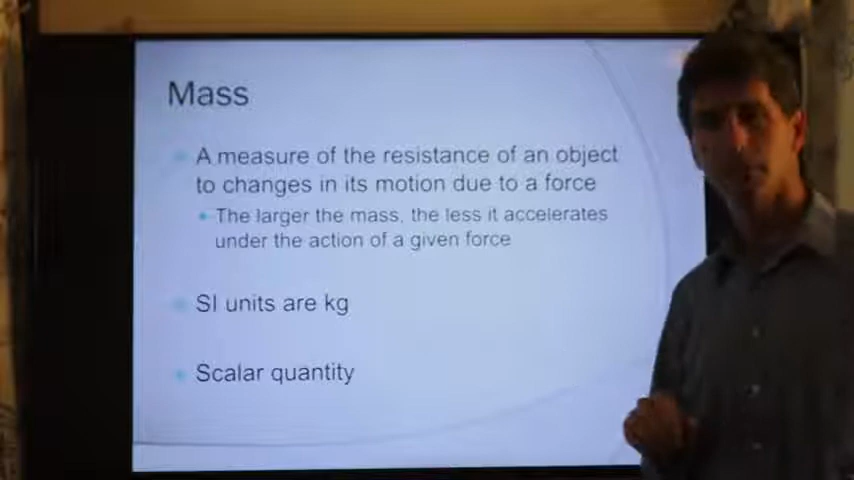 Mass
A measure of the resistance of an object
to changes in its motion due to a force
The larger the mass, the less it accelerates
under the action of a given force
SI units are kg
Scalar quantity